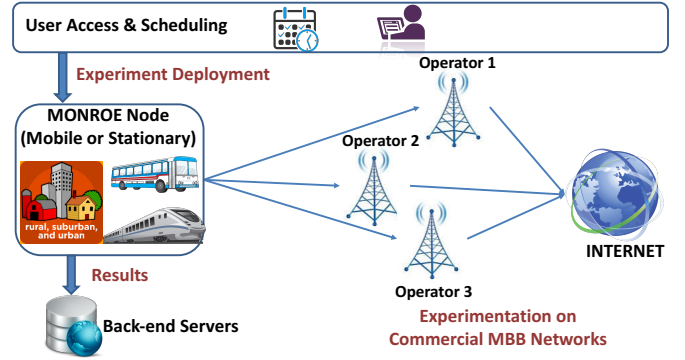 User Access & Scheduling
Experiment Deployment
Operator 1
MONROE Node
(Mobile or Stationary)
Operator 2
rural, suburban,
and urban
INTERNET
Results
Operator 3
Back-end Servers
Experimentation on
Commercial MBB Networks